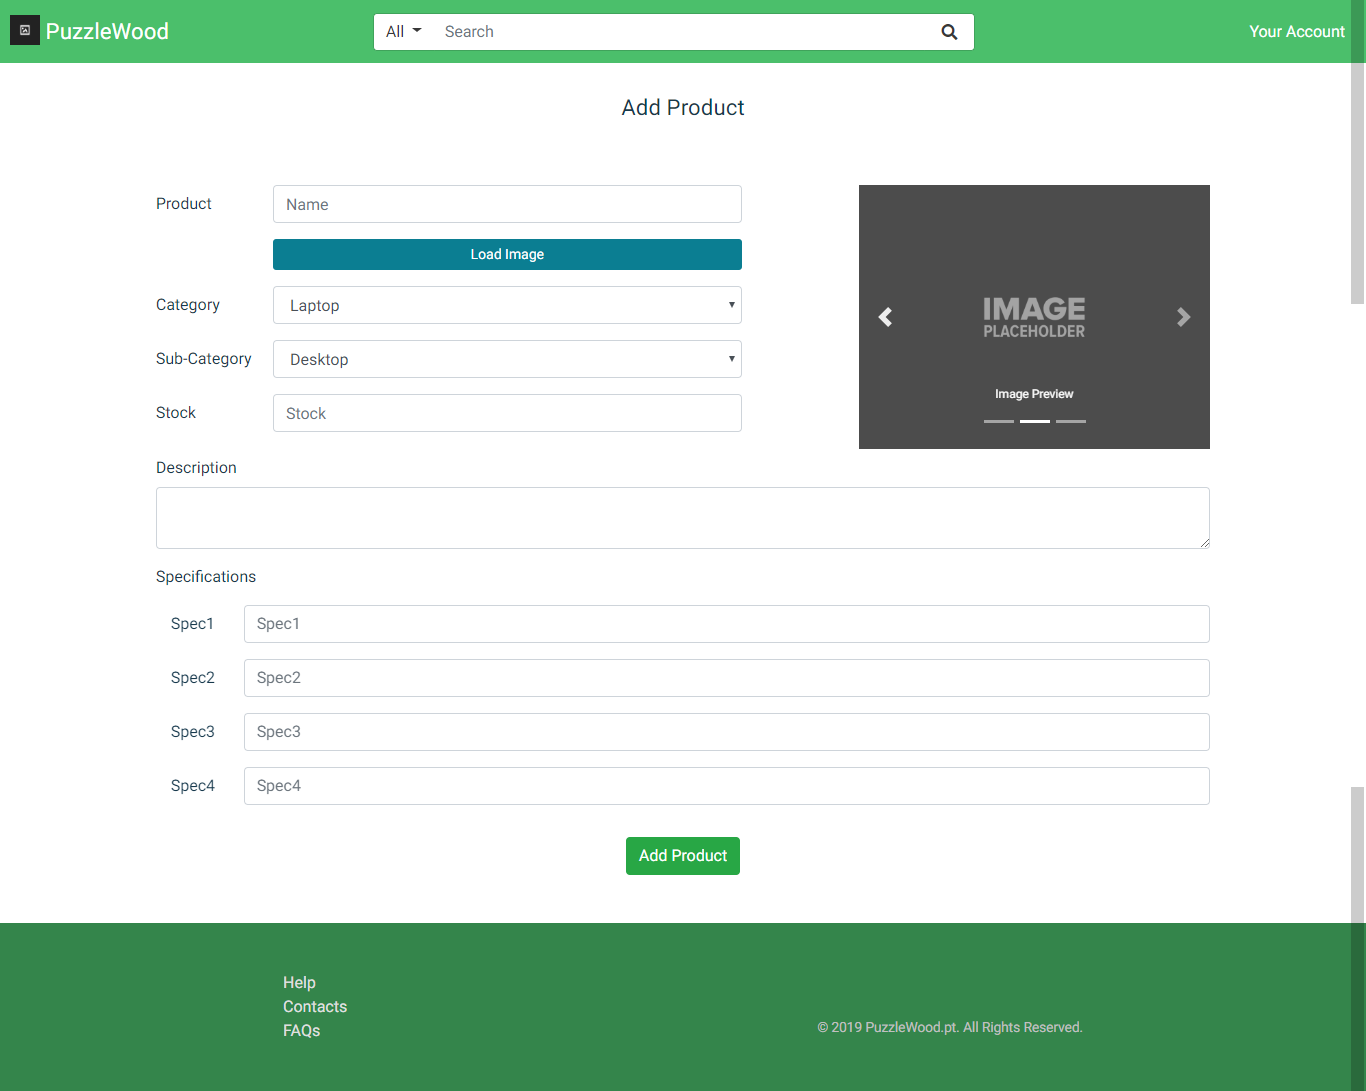 PuzzleWood
All
Search
Your Account
Add Product
Product
Name
Load Image
Category
Laptop
Sub-Category
Desktop
Stock
Stock
IMAGE
PLACEHOLDER
Image Preview
Description
Specifications
Spec1
Spec1
Spec2
Spec2
Spec3
Spec3
Spec4
Spec4
Add Product
Help
Contacts
FAQs
© 2019 PuzzleWood.pt. All Rights Reserved.